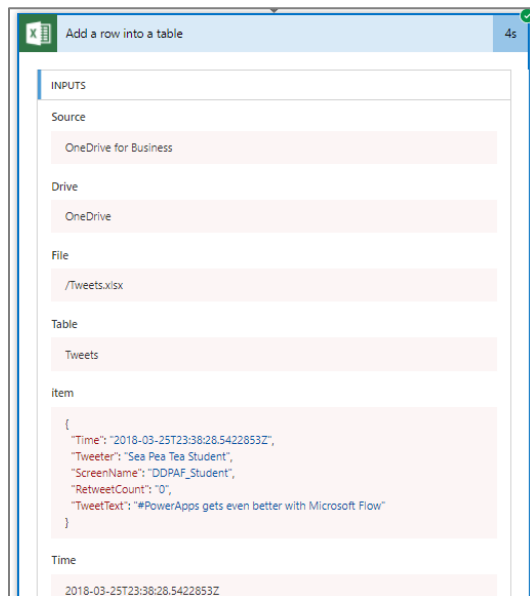 Add a row into a table
4s
INPUTS
Source
OneDrive for Business
Drive
OneDrive
File
/Tweets.xlsx
Table
Tweets
item
{
"Time": "2018-03-25T23:38:28.5422853Z",
"Tweeter": "Sea Pea Tea Student",
"ScreenName": "DDPAF_Student",
"RetweetCount": "0",
"TweetText": "#PowerApps gets even better with Microsoft Flow"
}
Time
2018-03-25T23:38:28.5422853Z